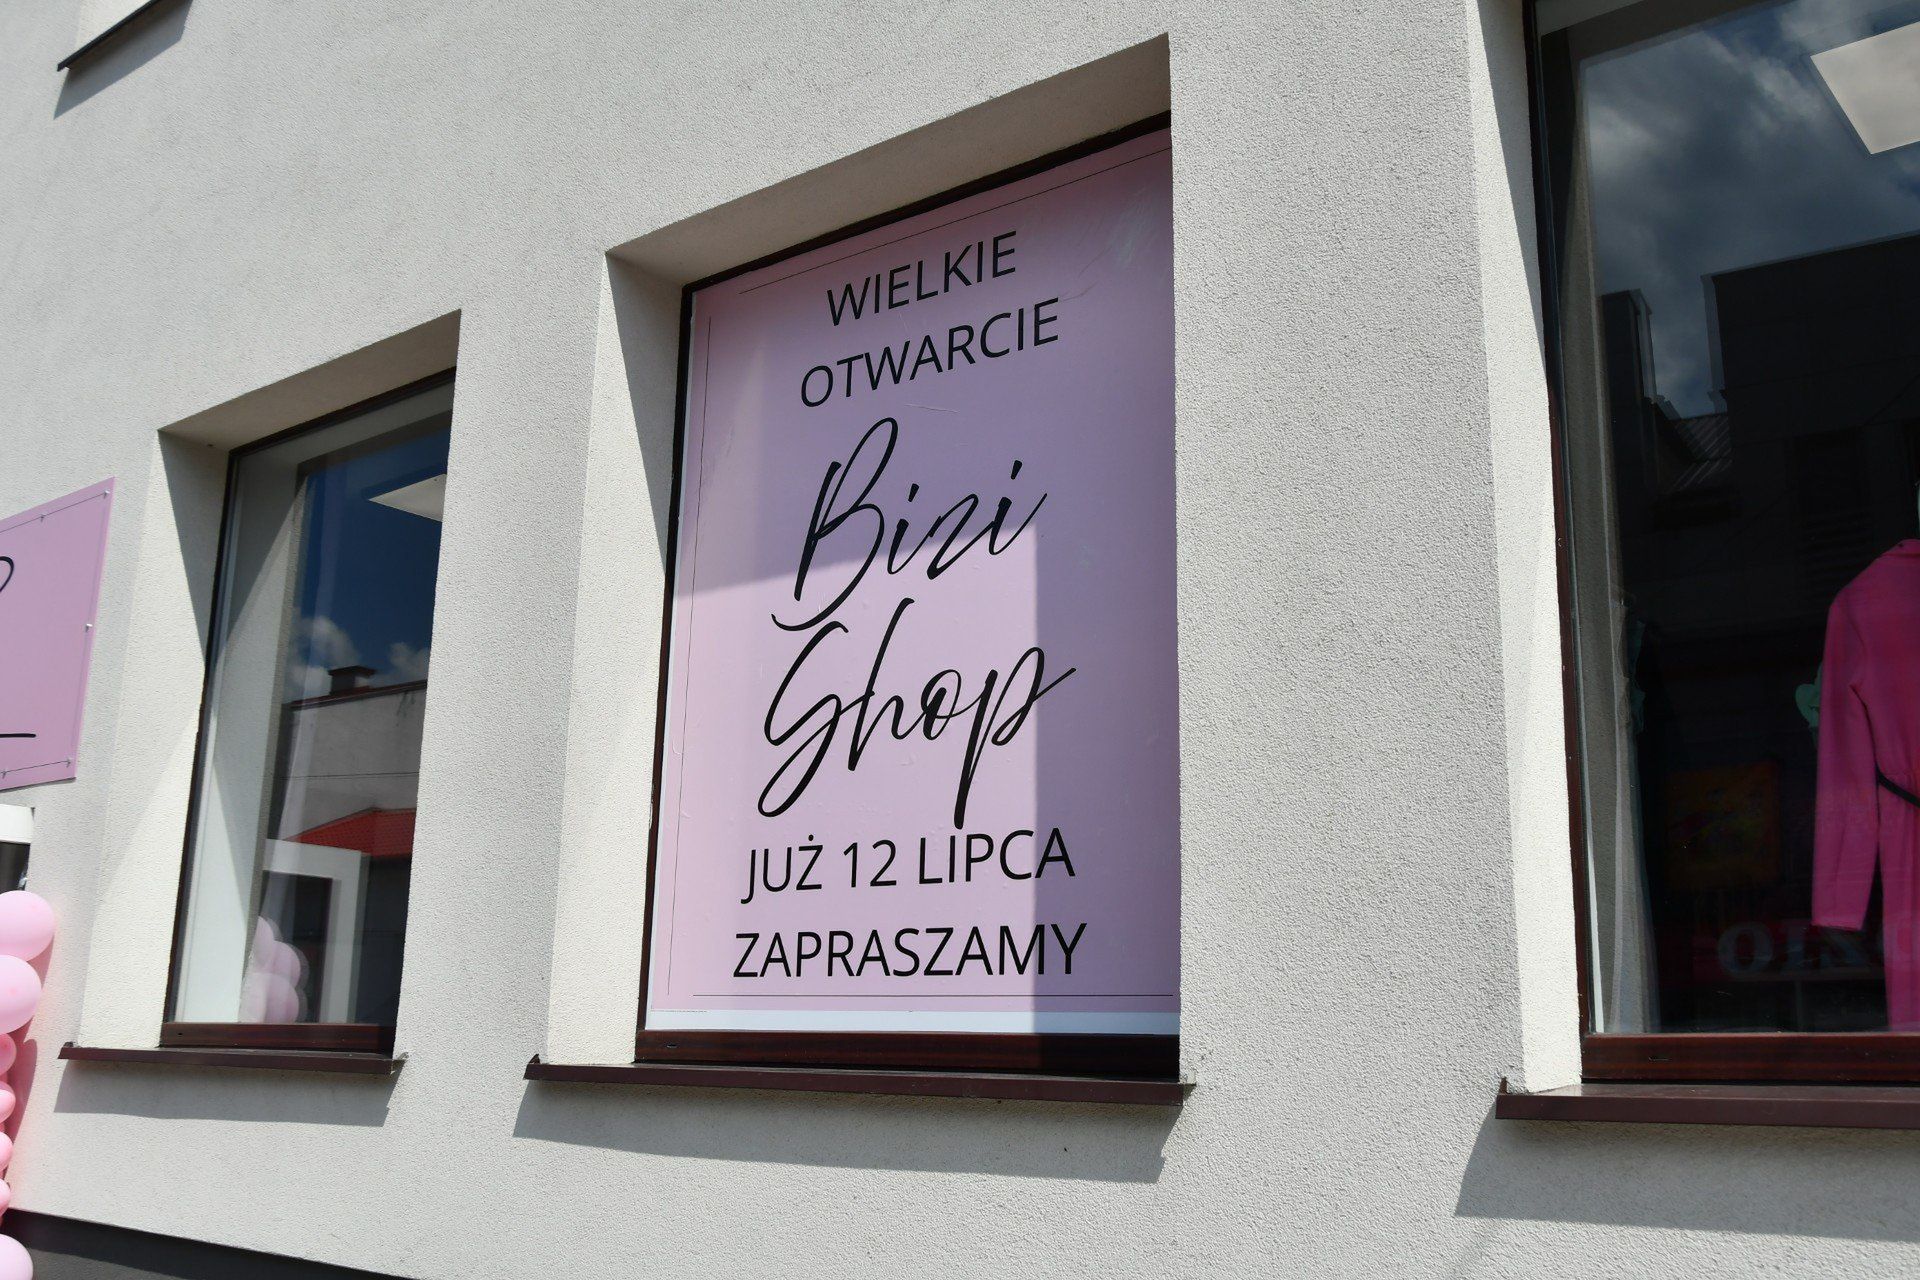 WIELKIE
OTWARCIE
Bizi
Shop
JUŻ 12 LIPCA
ZAPRASZAMY